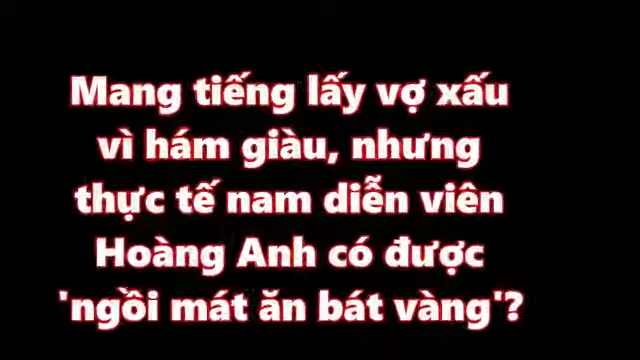 Mang tiếng lấy vợ xấu
vì hám giàu, nhưng
thực tế nam diễn viên
Hoàng Anh có được
'ngồi mát ăn bát vàng'?